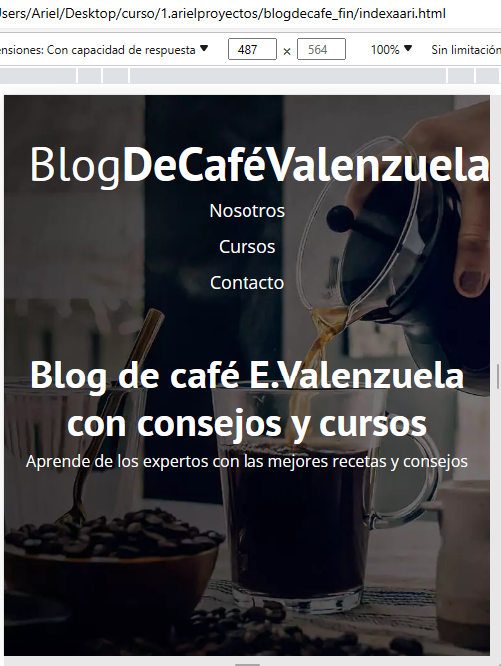 Users/Ariel/Desktop/curso/1.arielproyectos/blogdecafe_fin/indexaari.html
ensiones: Con capacidad de respuesta ▼ 487 × 564 100% ▼ Sin limitación
BlogDeCaféValenzuela
Nosotros
Cursos
Contacto
Blog de café E.Valenzuela
con consejos y cursos
Aprende de los expertos con las mejores recetas y consejos